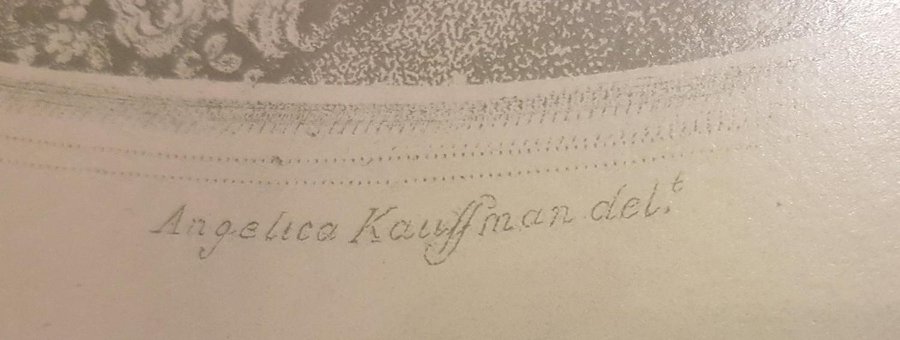 Angelica Kauffman del.ᵗ